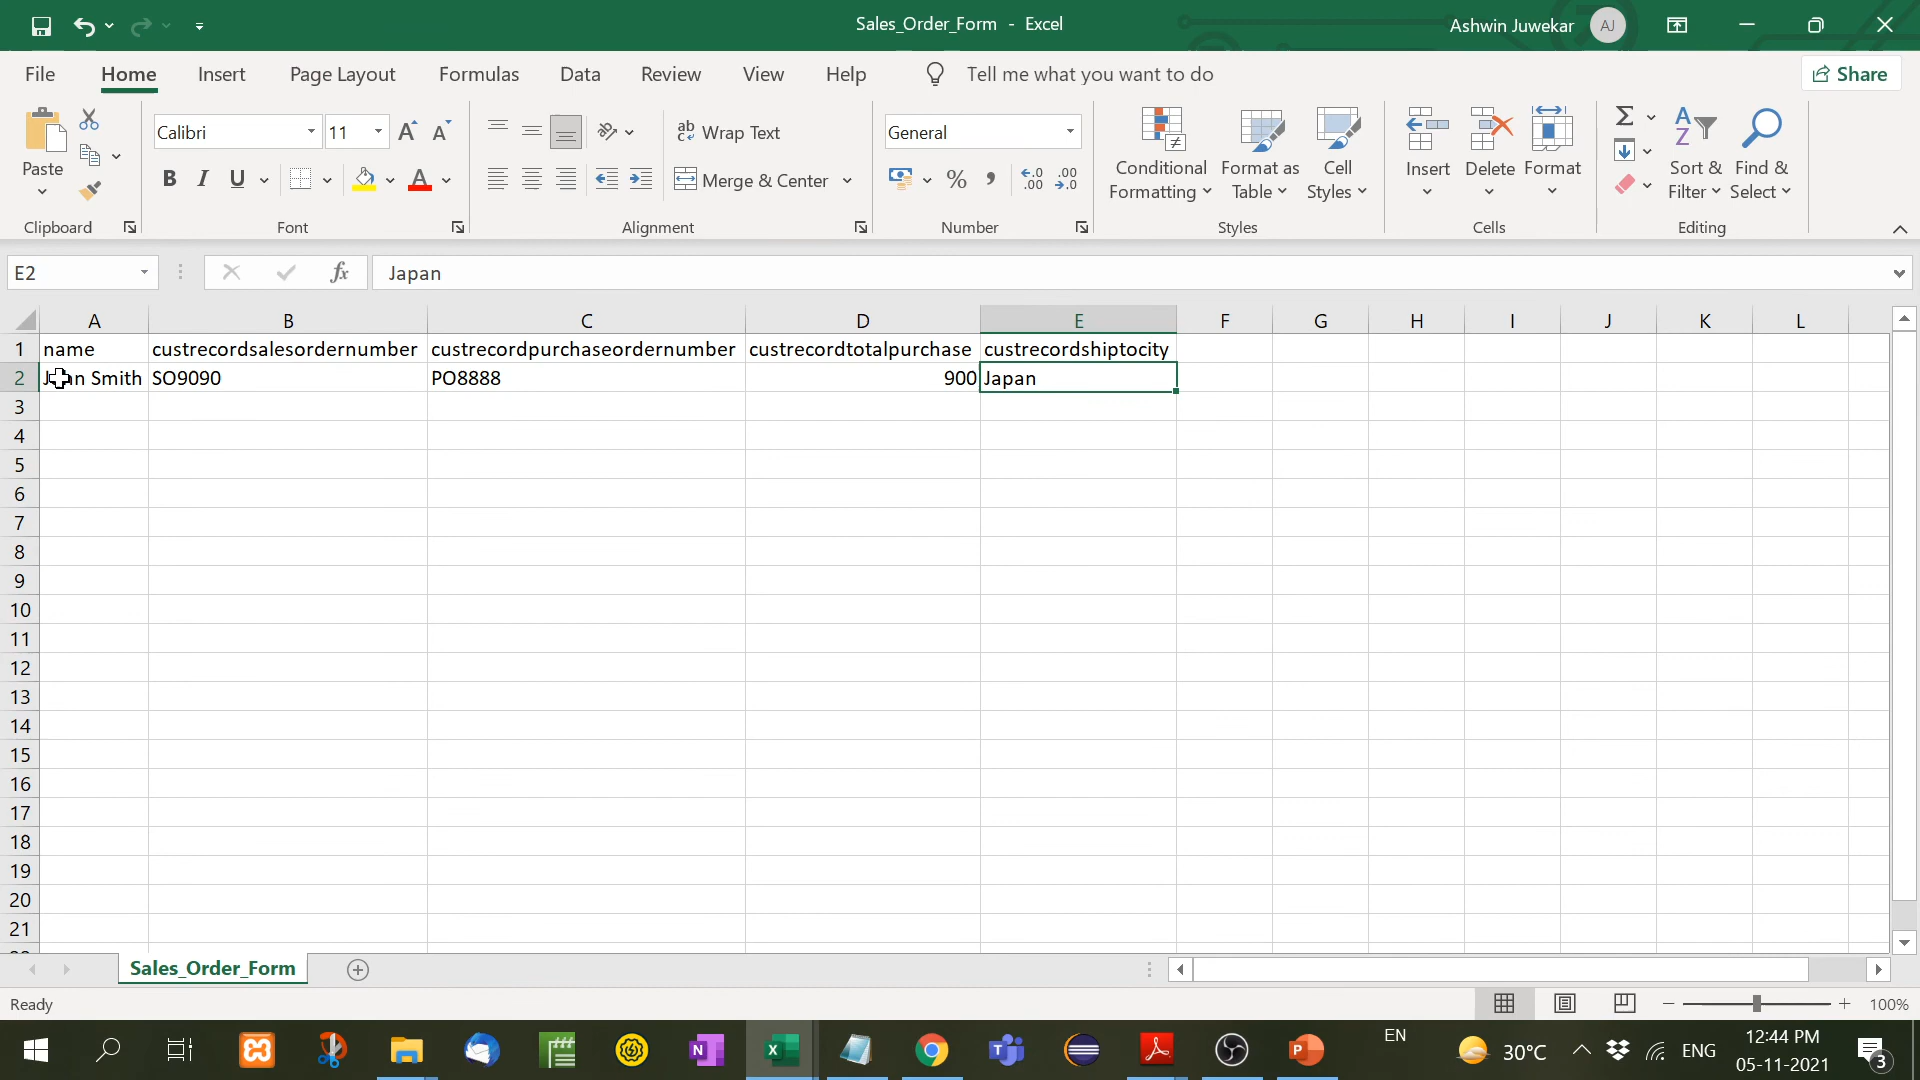 Sales_Order_Form - Excel
Ashwin Juwekar
AJ
File Home Insert Page Layout Formulas Data Review View Help Tell me what you want to do
Share
Paste
Clipboard
Calibri 11
B I U A
Font
ab Wrap Text
Merge & Center
Alignment
General
% , .00 .00
Number
Conditional Formatting
Format as Table
Cell Styles
Styles
Insert Delete Format
Cells
Σ
Sort & Filter
Find & Select
Editing
E2 fx Japan
A B C D E F G H I J K L
1 name custrecordsalesordernumber custrecordpurchaseordernumber custrecordtotalpurchase custrecordshiptocity
2 John Smith SO9090 PO8888 900 Japan
3
4
5
6
7
8
9
10
11
12
13
14
15
16
17
18
19
20
21
Sales_Order_Form
Ready
100%
EN
30°C
ENG
12:44 PM
05-11-2021
3